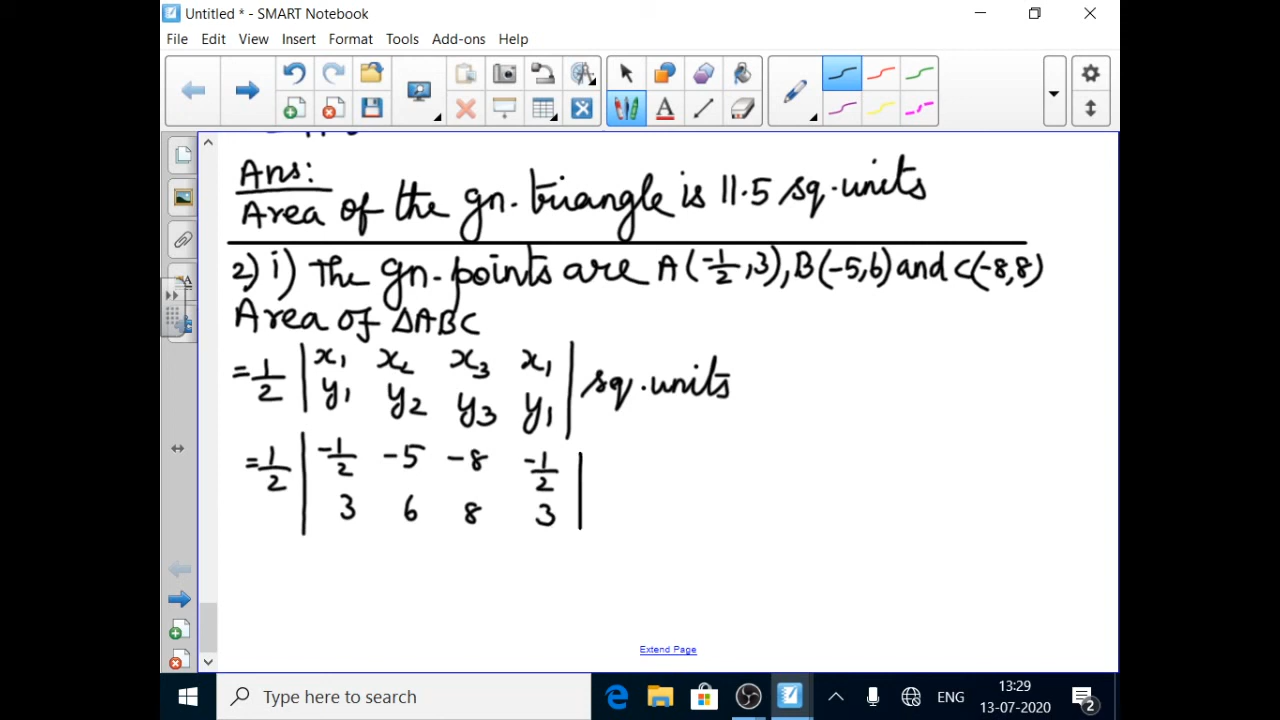 Untitled * - SMART Notebook
File Edit View Insert Format Tools Add-ons Help
Ans:
Area of the gn. triangle is 11.5 sq. units
2) i) The gn. points are A(-1/2, 3), B(-5, 6) and C(-8, 8)
Area of ΔABC
= 1/2 | x₁ x₂ x₃ x₁ |
| y₁ y₂ y₃ y₁ | sq. units
= 1/2 | -1/2 -5 -8 -1/2 |
| 3 6 8 3 |
Extend Page
Type here to search
ENG
13:29
13-07-2020
2